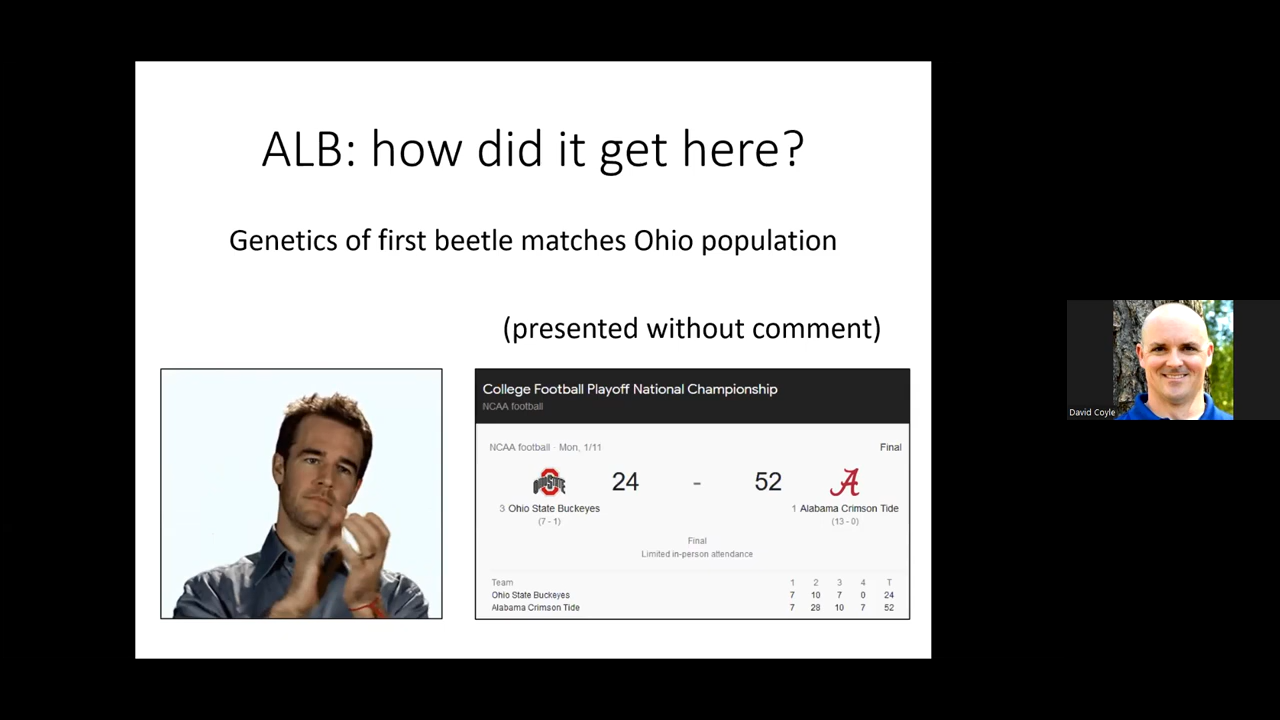 ALB: how did it get here?
Genetics of first beetle matches Ohio population
(presented without comment)
College Football Playoff National Championship
NCAA football
NCAA football · Mon, 1/11 Final
OHIO STATE 24 - 52 A
3 Ohio State Buckeyes 1 Alabama Crimson Tide
(7 - 1) (13 - 0)
Final
Limited in-person attendance
Team 1 2 3 4 T
Ohio State Buckeyes 7 10 7 0 24
Alabama Crimson Tide 7 28 10 7 52
David Coyle